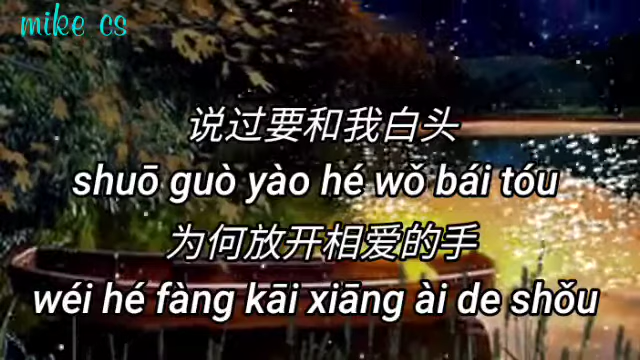 mike cs
说过要和我白头
shuō guò yào hé wǒ bái tóu
为何放开相爱的手
wéi hé fàng kāi xiāng ài de shǒu